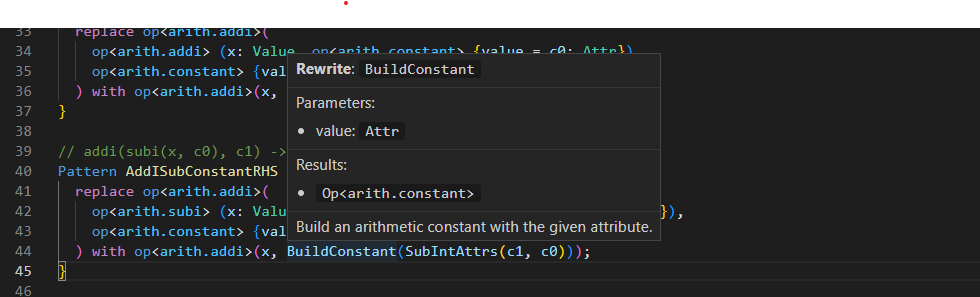 33 replace op<arith.addi>(
34 op<arith.addi> (x: Value, op<arith.constant> {value = c0: Attr})
35 op<arith.constant> {val
36 ) with op<arith.addi>(x,
37 }
38
39 // addi(subi(x, c0), c1) ->
40 Pattern AddISubConstantRHS
41 replace op<arith.addi>(
42 op<arith.subi> (x: Valu }),
43 op<arith.constant> {val
44 ) with op<arith.addi>(x, BuildConstant(SubIntAttrs(c1, c0)));
45 }
46
Rewrite: BuildConstant
Parameters:
• value: Attr
Results:
• Op<arith.constant>
Build an arithmetic constant with the given attribute.